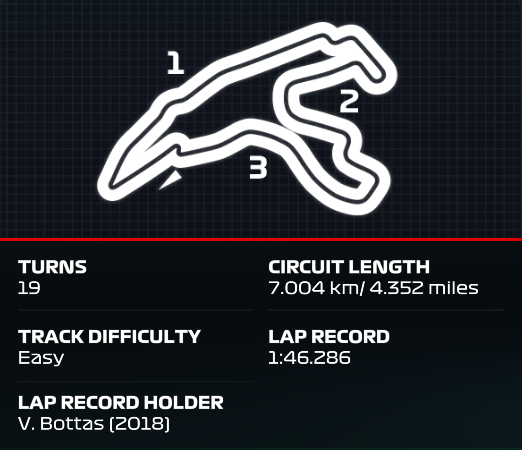 1
2
3
TURNS
19
CIRCUIT LENGTH
7.004 km/ 4.352 miles
TRACK DIFFICULTY
Easy
LAP RECORD
1:46.286
LAP RECORD HOLDER
V. Bottas (2018)